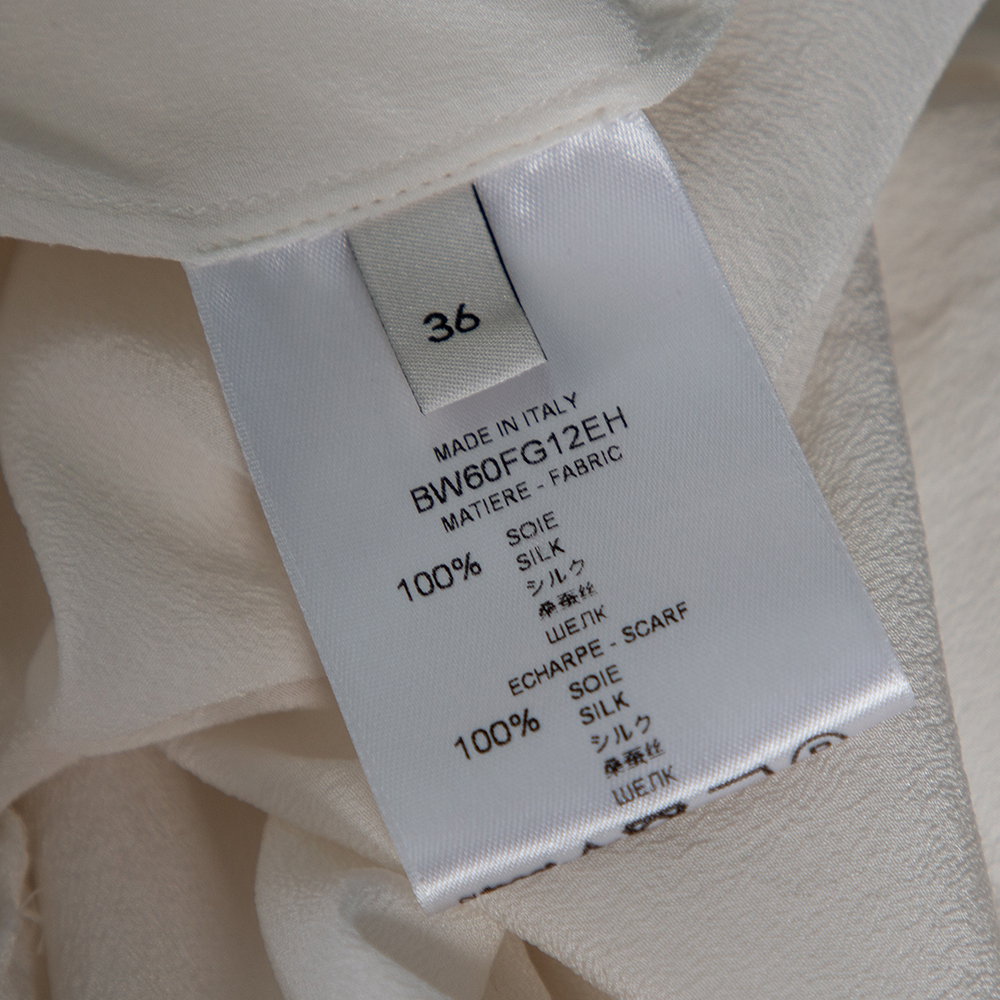 36
MADE IN ITALY
BW60FG12EH
MATIERE - FABRIC
100% SOIE
SILK
シルク
桑蚕丝
ШЕЛК
ECHARPE - SCARF
100% SOIE
SILK
シルク
桑蚕丝
ШЕЛК